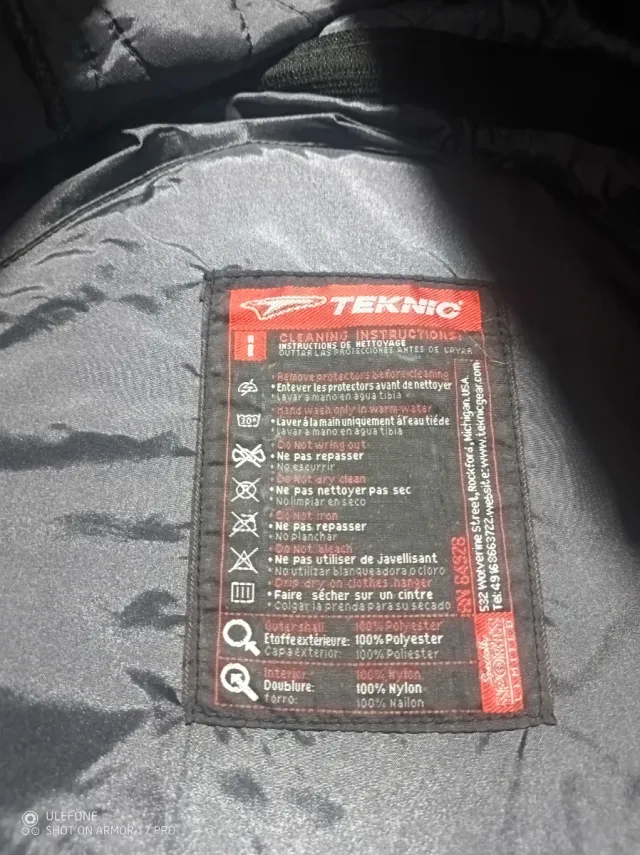 TEKNIC
CLEANING INSTRUCTIONS:
INSTRUCTIONS DE NETTOYAGE
QUITTAR LAS PROTECCIONES ANTES DE LAVAR
• Remove protectors before cleaning
• Entever les protectors avant de nettoyer
• lavar a mano en agua tibia
• Hand wash only in warm water
• Laver á la main uniquement á l'eau tiéde
• lavar a mano en agua tibia
30°
• Do Not wring out
• Ne pas repasser
• No escurrir
• Do Not dry clean
• Ne pas nettoyer pas sec
• No limpiar en seco
• Do Not iron
• Ne pas repasser
• No planchar
• Do Not bleach
• Ne pas utiliser de javellisant
• No utilizar blanqueadora o cloro
• Drip dry on clothes hanger
• Faire sécher sur un cintre
• Colgar la prenda para su secado
Outer shell: 100% Polyester
Etoffe extérieure: 100% Polyester
Capa exterior: 100% Poliester
Interior: 100% Nylon
Doublure: 100% Nylon
Forro: 100% Nailon
RN 64926
532 Wolverine Street, Rockford, Michigan.USA.
Tel:49168663722.website:www.teknicgear.com
LIMITED
ULEFONE
SHOT ON ARMOR 17 PRO